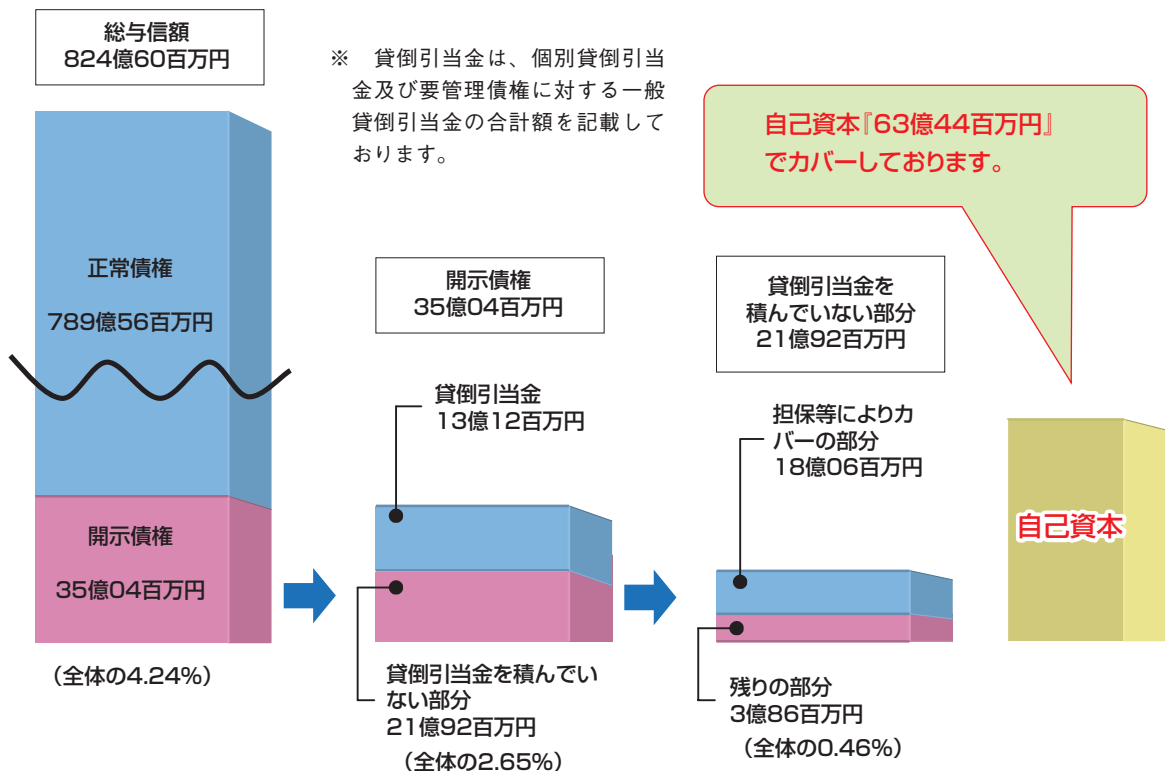 総与信額
824億60百万円
※　貸倒引当金は、個別貸倒引当
金及び要管理債権に対する一般
貸倒引当金の合計額を記載して
おります。
自己資本『63億44百万円』
でカバーしております。
正常債権
789億56百万円
開示債権
35億04百万円
（全体の4.24%）
開示債権
35億04百万円
貸倒引当金
13億12百万円
貸倒引当金を積んでい
ない部分
21億92百万円
（全体の2.65%）
貸倒引当金を
積んでいない部分
21億92百万円
担保等によりカ
バーの部分
18億06百万円
残りの部分
3億86百万円
（全体の0.46%）
自己資本